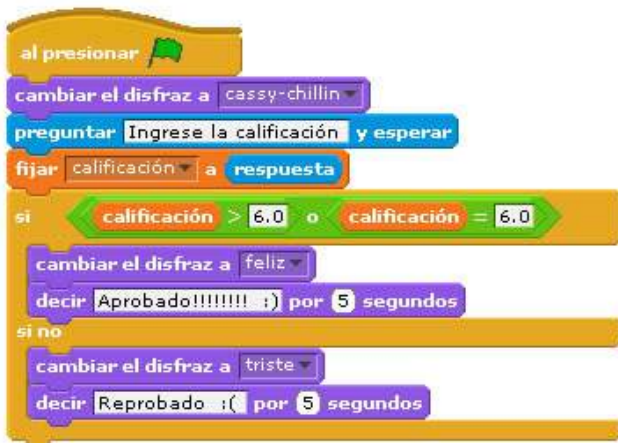 al presionar
cambiar el disfraz a cassy-chillin
preguntar Ingrese la calificación y esperar
fijar calificación a respuesta
si calificación > 6.0 o calificación = 6.0
cambiar el disfraz a feliz
decir Aprobado!!!!!!!! :) por 5 segundos
si no
cambiar el disfraz a triste
decir Reprobado :( por 5 segundos